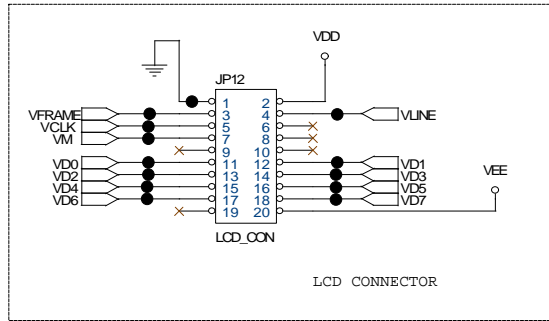 VDD
JP12
1 2
VFRAME 3 4 VLINE
VCLK 5 6
VM 7 8
9 10
VD0 11 12 VD1
VD2 13 14 VD3
VD4 15 16 VD5
VD6 17 18 VD7
19 20
VEE
LCD_CON
LCD CONNECTOR